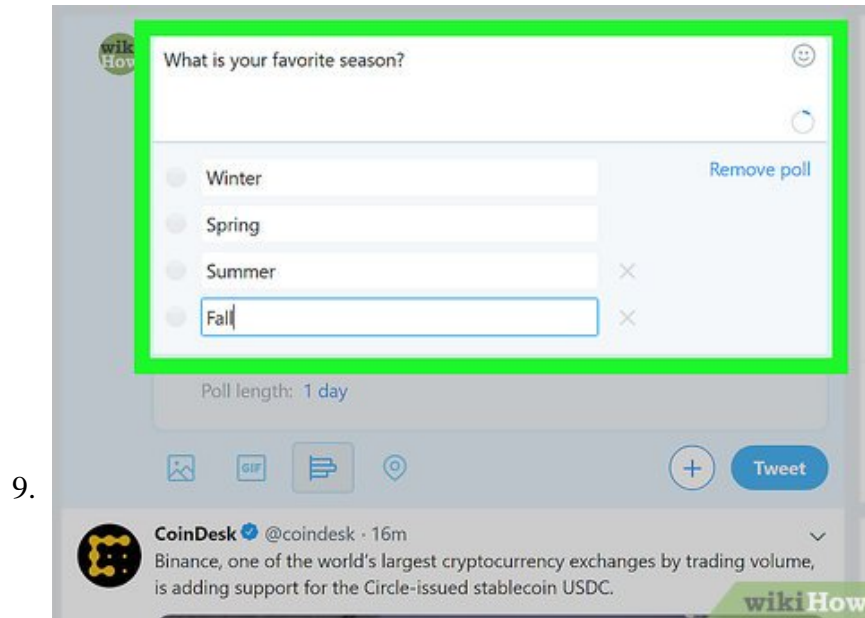 wiki
How
What is your favorite season?
Winter
Remove poll
Spring
Summer
Fall
Poll length: 1 day
GIF
Tweet
9.
CoinDesk @coindesk · 16m
Binance, one of the world's largest cryptocurrency exchanges by trading volume,
is adding support for the Circle-issued stablecoin USDC.
wikiHow